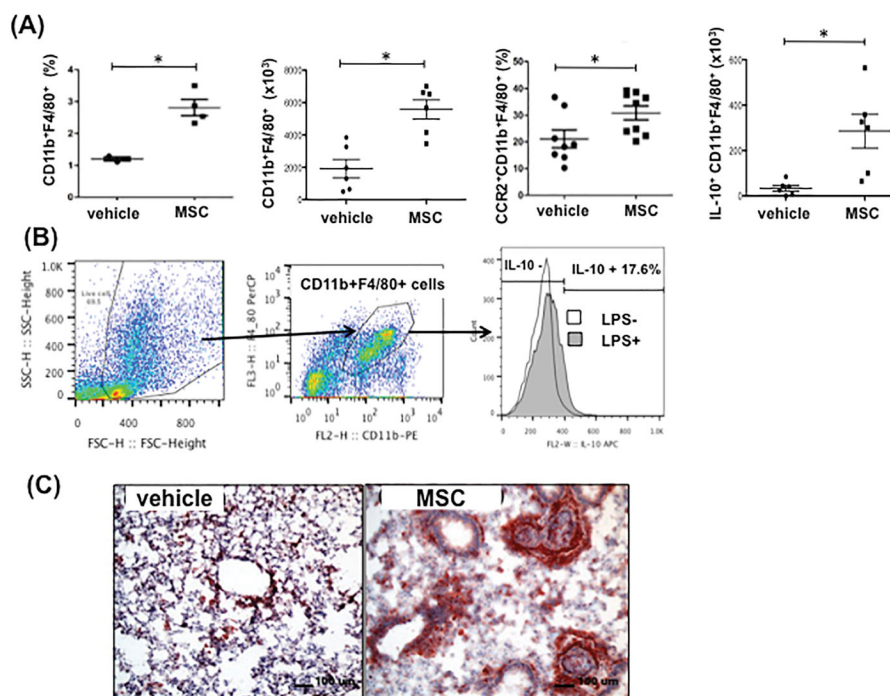 (A)
CD11b+F4/80+ (%)
4
3
2
1
0
*
vehicle MSC
CD11b+F4/80+ (x10³)
8000
6000
4000
2000
0
*
vehicle MSC
CCR2+CD11b+F4/80+ (%)
50
40
30
20
10
0
*
vehicle MSC
IL-10+ CD11b+F4/80+ (x10³)
600
400
200
0
*
vehicle MSC
(B)
SSC-H :: SSC-Height
1.0K
800
600
400
200
0
Live cell
69.5
0 400 800
FSC-H :: FSC-Height
FL3-H :: F4_80 PerCP
10⁴
10³
10²
10¹
10⁰
CD11b+F4/80+ cells
10⁰ 10¹ 10² 10³ 10⁴
FL2-H :: CD11b-PE
Count
400
300
200
100
0
IL-10 - IL-10 + 17.6%
LPS-
LPS+
0 200 400 600 800 1.0K
FL2-W :: IL-10 APC
(C)
vehicle
100 um
MSC
100 um